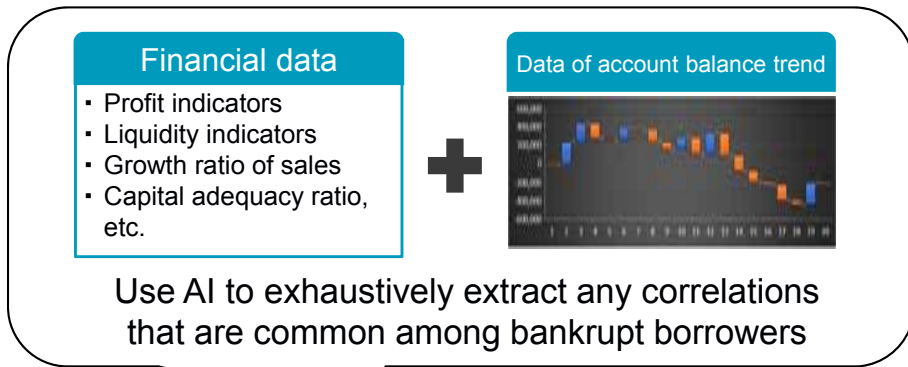 Financial data
・ Profit indicators
・ Liquidity indicators
・ Growth ratio of sales
・ Capital adequacy ratio,
etc.
Data of account balance trend
Use AI to exhaustively extract any correlations
that are common among bankrupt borrowers